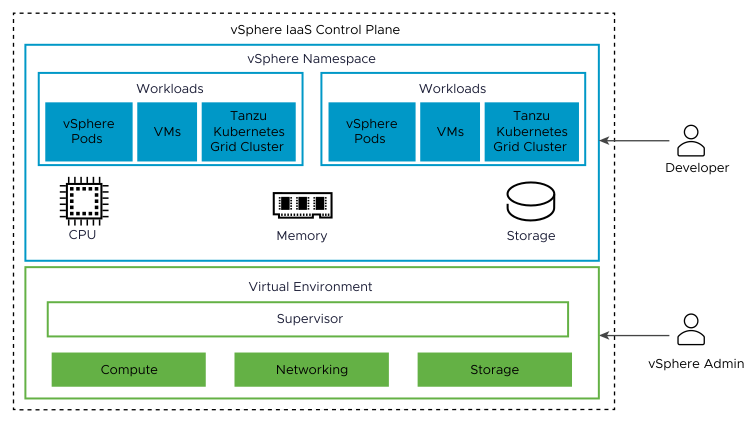 vSphere IaaS Control Plane
vSphere Namespace
Workloads
vSphere
Pods
VMs
Tanzu
Kubernetes
Grid Cluster
Workloads
vSphere
Pods
VMs
Tanzu
Kubernetes
Grid Cluster
Developer
CPU
Memory
Storage
Virtual Environment
Supervisor
vSphere Admin
Compute
Networking
Storage